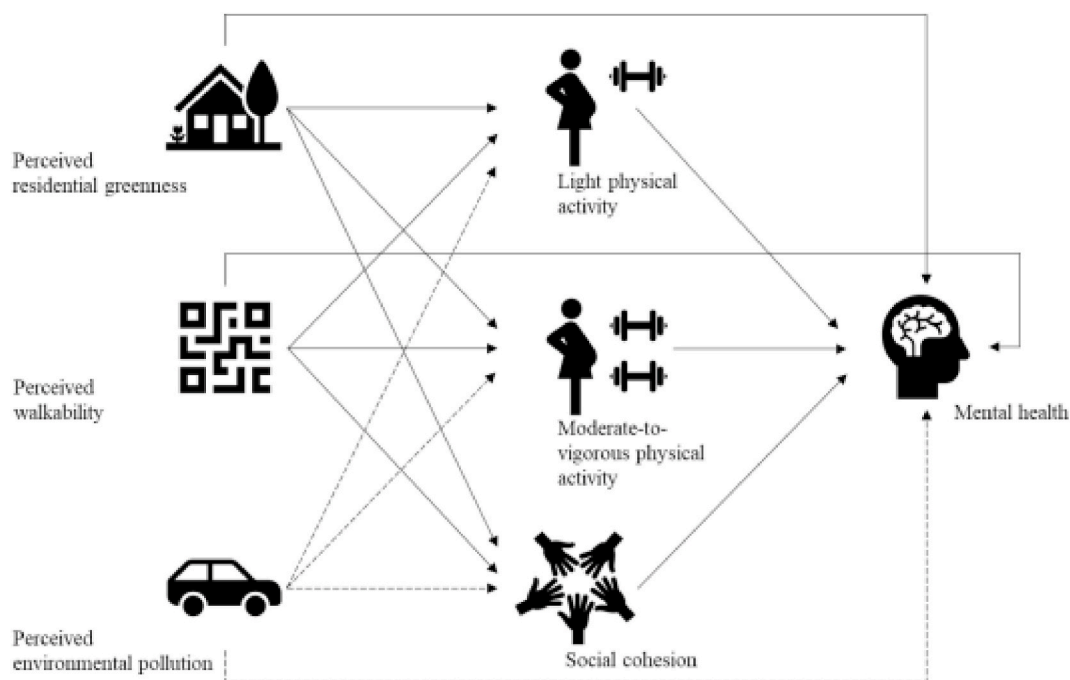 Perceived
residential greenness
Light physical
activity
Perceived
walkability
Moderate-to-
vigorous physical
activity
Mental health
Perceived
environmental pollution
Social cohesion